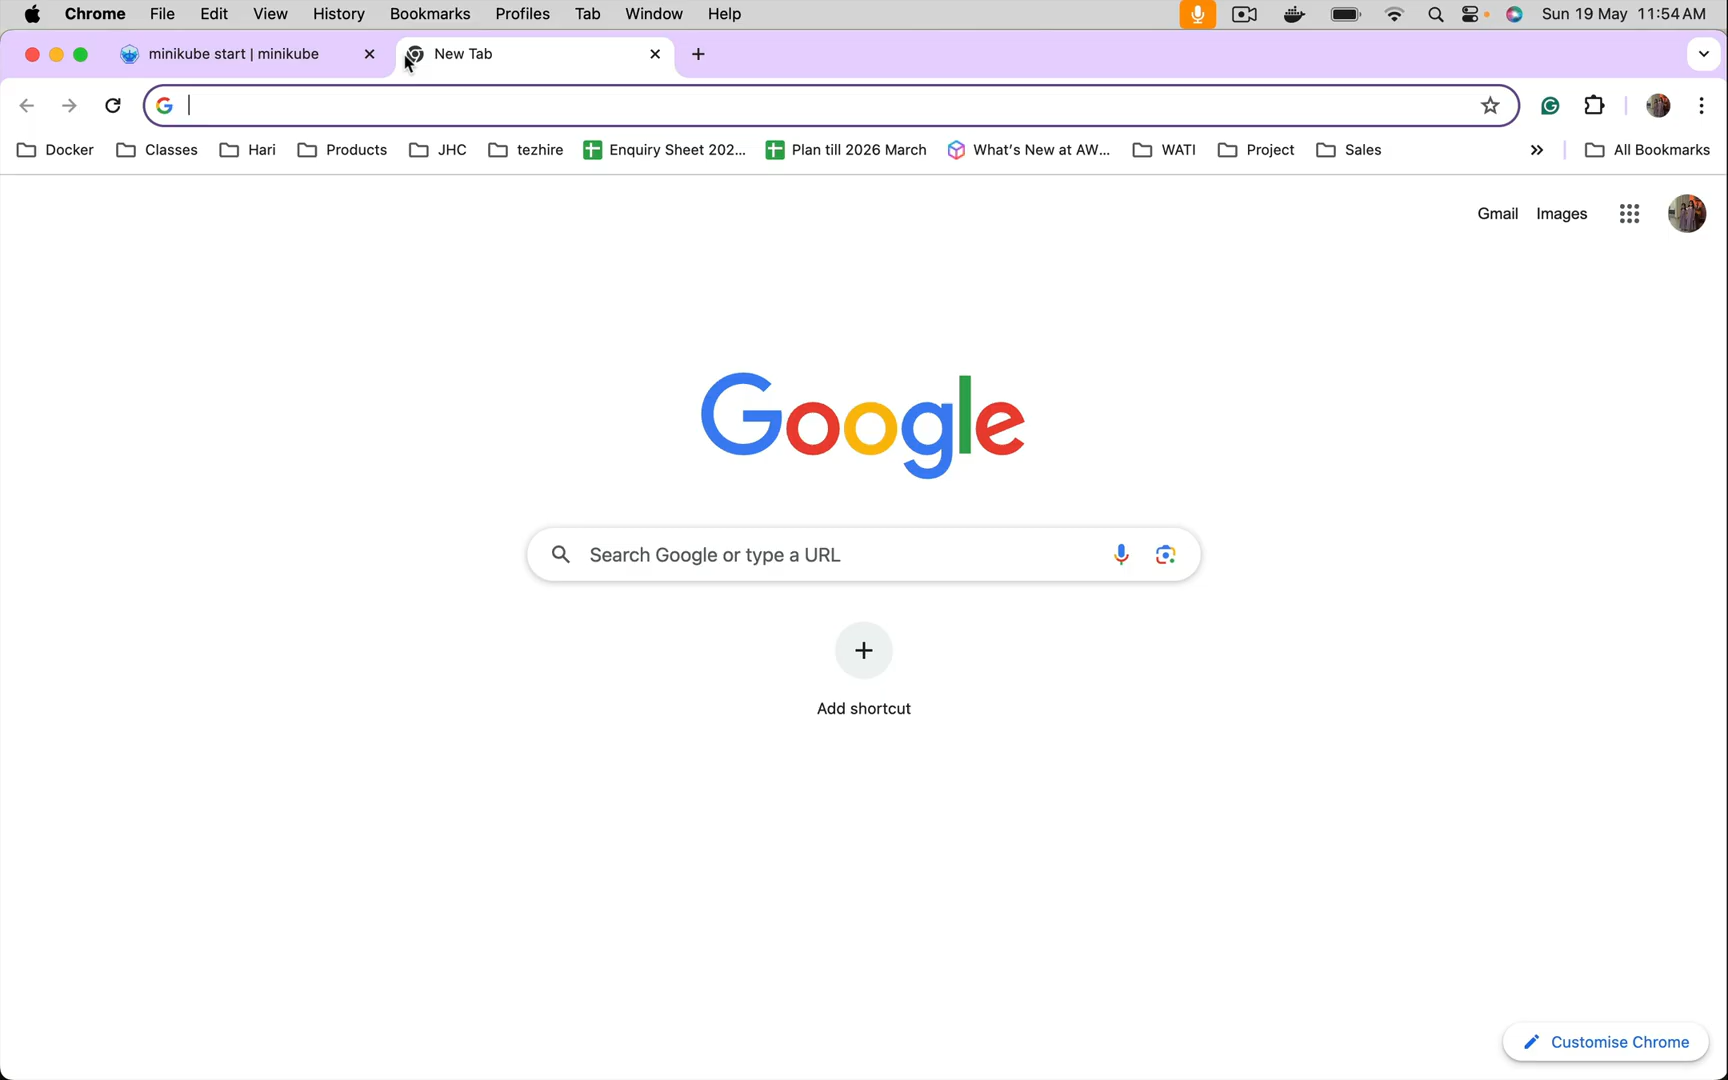 Chrome File Edit View History Bookmarks Profiles Tab Window Help Sun 19 May 11:54 AM
minikube start | minikube New Tab
Docker Classes Hari Products JHC tezhire Enquiry Sheet 202... Plan till 2026 March What's New at AW... WATI Project Sales All Bookmarks
Gmail Images
Google
Search Google or type a URL
Add shortcut
Customise Chrome